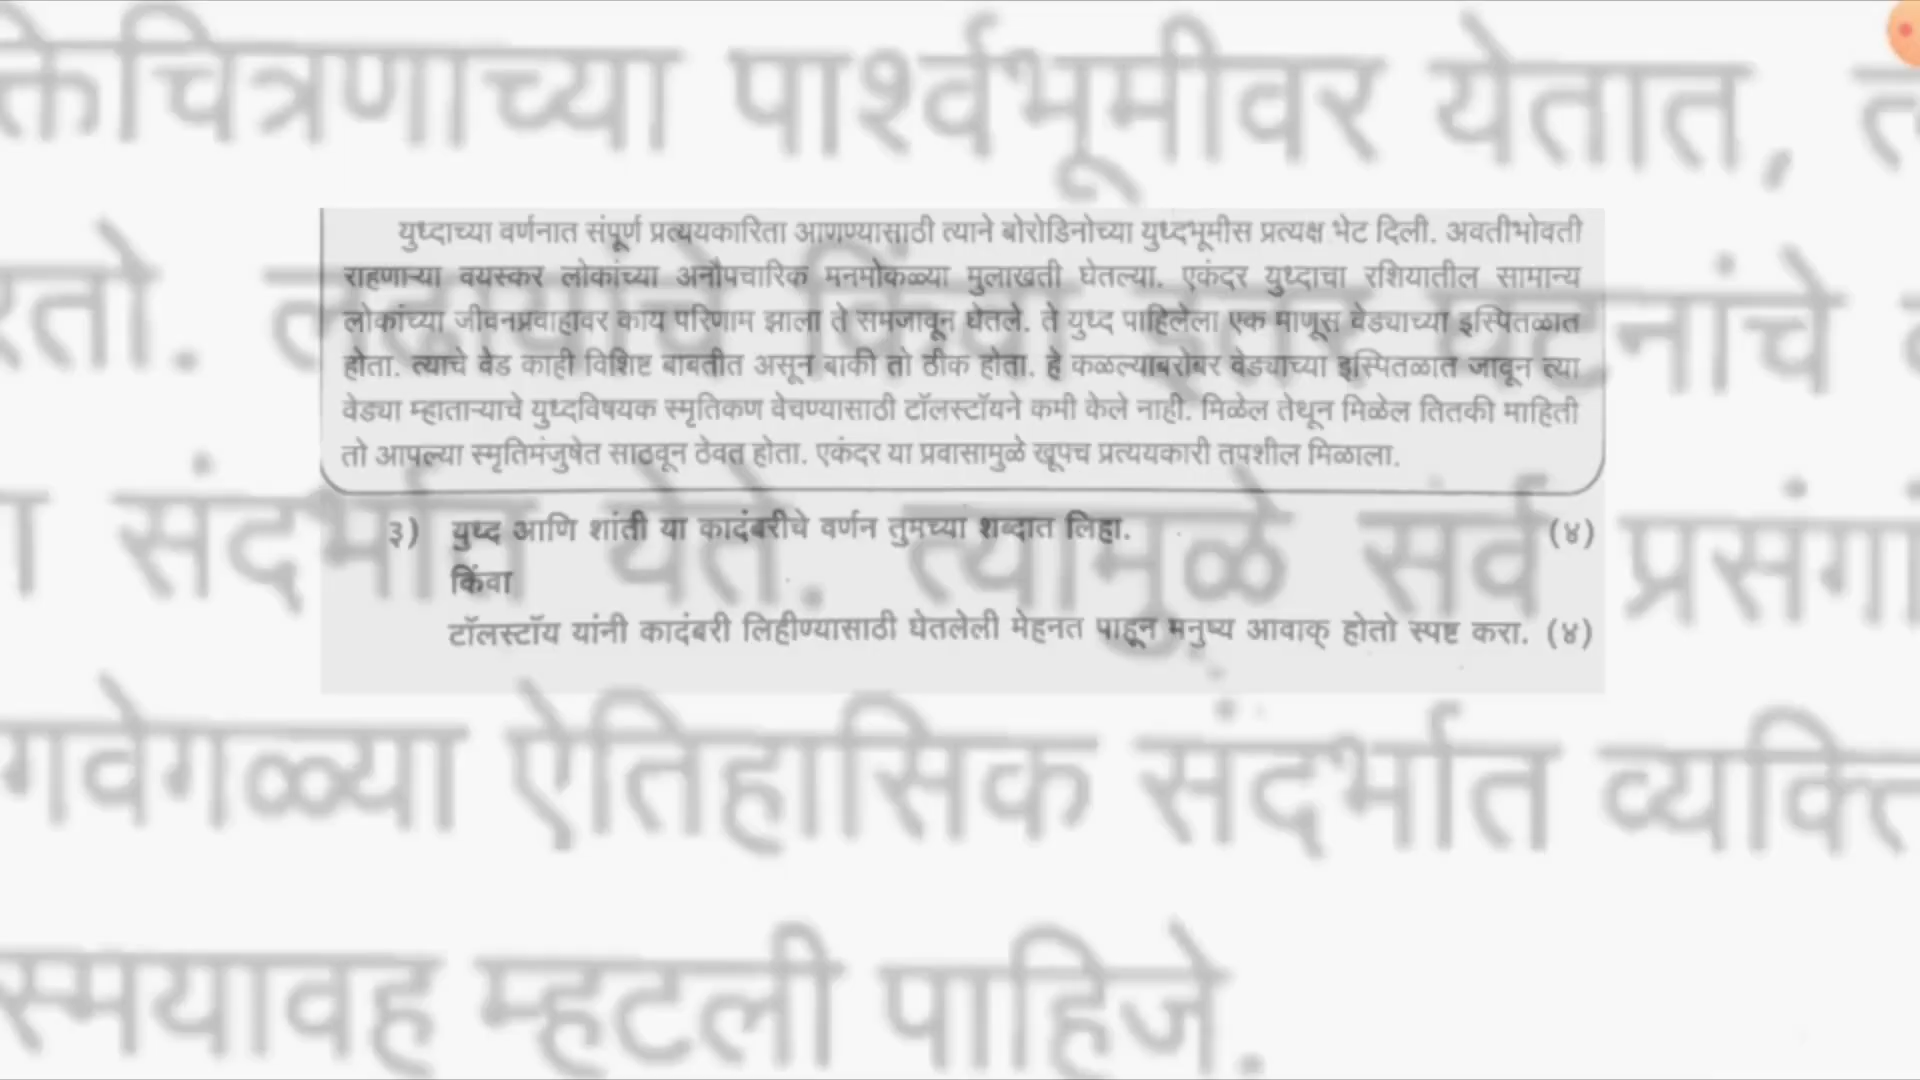 क्तिचित्रणाच्या पार्श्वभूमीवर येतात,
युध्दाच्या वर्णनात संपूर्ण प्रत्ययकारिता आणण्यासाठी त्याने बोरोडिनोच्या युध्दभूमीस प्रत्यक्ष भेट दिली. अवतीभोवती
राहणाऱ्या वयस्कर लोकांच्या अनौपचारिक मनमोकळ्या मुलाखती घेतल्या. एकंदर युध्दाचा रशियातील सामान्य
लोकांच्या जीवनप्रवाहावर काय परिणाम झाला ते समजावून घेतले. ते युध्द पाहिलेला एक माणूस वेड्याच्या इस्पितळात
होता. त्याचे वेड काही विशिष्ट बाबतीत असून बाकी तो ठीक होता. हे कळल्याबरोबर वेड्याच्या इस्पितळात जावून त्या
वेड्या म्हाताऱ्याचे युध्दविषयक स्मृतिकण वेचण्यासाठी टॉलस्टॉयने कमी केले नाही. मिळेल तेथून मिळेल तितकी माहिती
तो आपल्या स्मृतिमंजुषेत साठवून ठेवत होता. एकंदर या प्रवासामुळे खूपच प्रत्ययकारी तपशील मिळाला.
३) युध्द आणि शांती या कादंबरीचे वर्णन तुमच्या शब्दात लिहा. (४)
किंवा
टॉलस्टॉय यांनी कादंबरी लिहीण्यासाठी घेतलेली मेहनत पाहून मनुष्य आवाक् होतो स्पष्ट करा. (४)
रतो. लढायांचे किंवा इतर घटनांचे
संदर्भात येते. त्यामुळे सर्व प्रसंगां
गवेगळ्या ऐतिहासिक संदर्भात व्यक्ति
स्मयावह म्हटली पाहिजे.